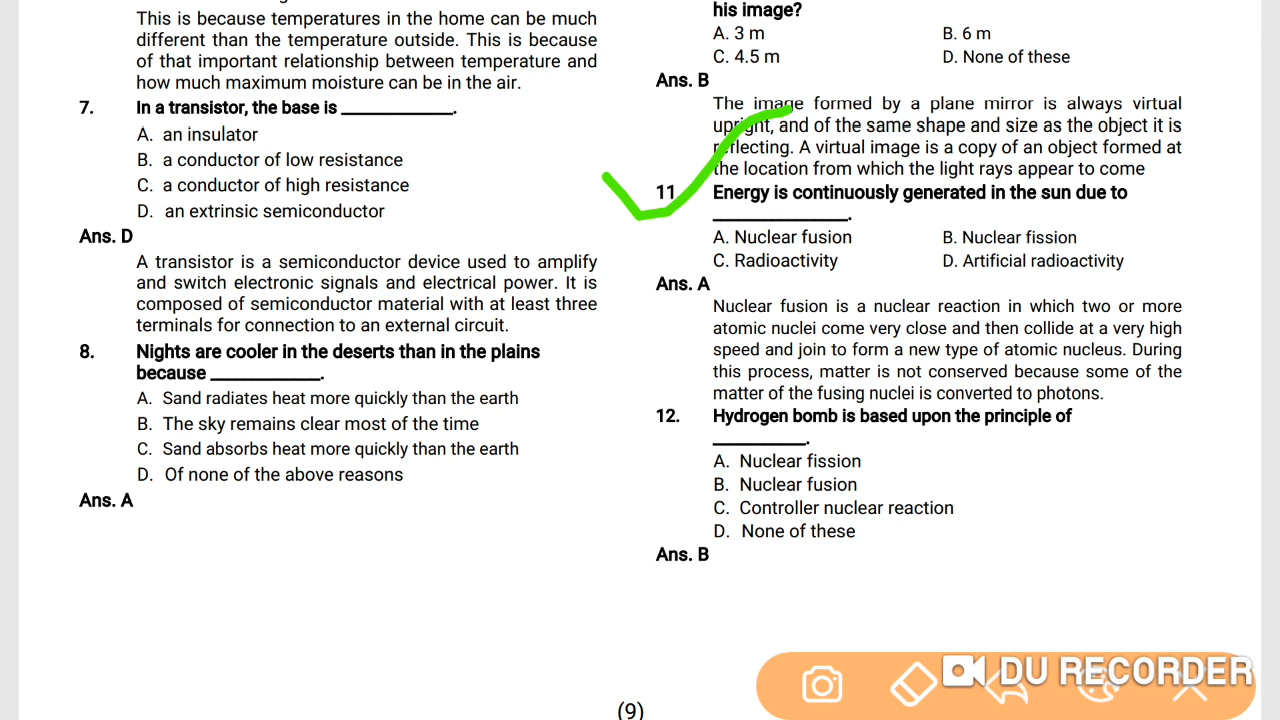 This is because temperatures in the home can be much
different than the temperature outside. This is because
of that important relationship between temperature and
how much maximum moisture can be in the air.
7. In a transistor, the base is ____________.
A. an insulator
B. a conductor of low resistance
C. a conductor of high resistance
D. an extrinsic semiconductor
Ans. D
A transistor is a semiconductor device used to amplify
and switch electronic signals and electrical power. It is
composed of semiconductor material with at least three
terminals for connection to an external circuit.
8. Nights are cooler in the deserts than in the plains
because ____________.
A. Sand radiates heat more quickly than the earth
B. The sky remains clear most of the time
C. Sand absorbs heat more quickly than the earth
D. Of none of the above reasons
Ans. A
his image?
A. 3 m B. 6 m
C. 4.5 m D. None of these
Ans. B
The image formed by a plane mirror is always virtual
upright, and of the same shape and size as the object it is
reflecting. A virtual image is a copy of an object formed at
the location from which the light rays appear to come
11 Energy is continuously generated in the sun due to
______________.
A. Nuclear fusion B. Nuclear fission
C. Radioactivity D. Artificial radioactivity
Ans. A
Nuclear fusion is a nuclear reaction in which two or more
atomic nuclei come very close and then collide at a very high
speed and join to form a new type of atomic nucleus. During
this process, matter is not conserved because some of the
matter of the fusing nuclei is converted to photons.
12. Hydrogen bomb is based upon the principle of
__________.
A. Nuclear fission
B. Nuclear fusion
C. Controller nuclear reaction
D. None of these
Ans. B
DU RECORDER
(9)